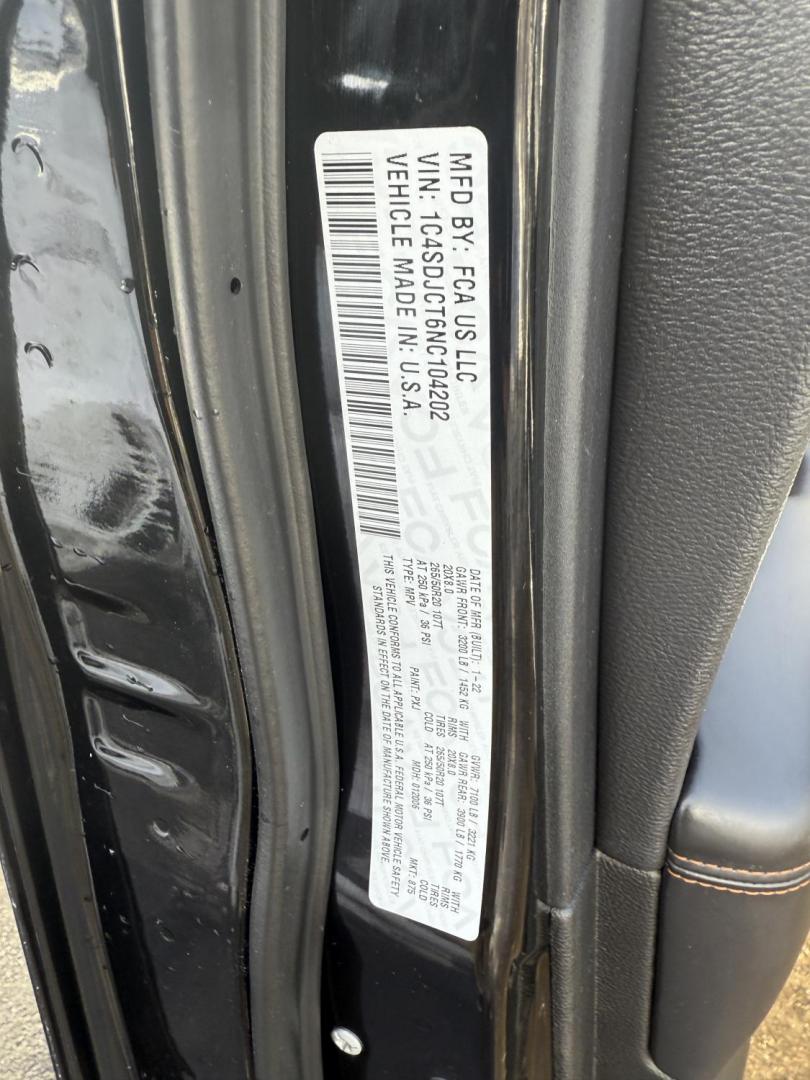 MFD BY: FCA US LLC
VIN: 1C4SDJCT6NC104202
VEHICLE MADE IN: U.S.A.
DATE OF MFR (BUILT): 1-22 GVWR: 7100 LB / 3221 KG
GAWR FRONT: 3200 LB / 1452 KG WITH GAWR REAR: 3900 LB / 1770 KG WITH
20X8.0 RIMS 20X8.0 RIMS
265/50R20 107T TIRES 265/50R20 107T TIRES
AT 250 kPa / 36 PSI COLD AT 250 kPa / 36 PSI COLD
TYPE: MPV PAINT: PXJ MDH: 012006 MKT: 875
THIS VEHICLE CONFORMS TO ALL APPLICABLE U.S.A. FEDERAL MOTOR VEHICLE SAFETY
STANDARDS IN EFFECT ON THE DATE OF MANUFACTURE SHOWN ABOVE.